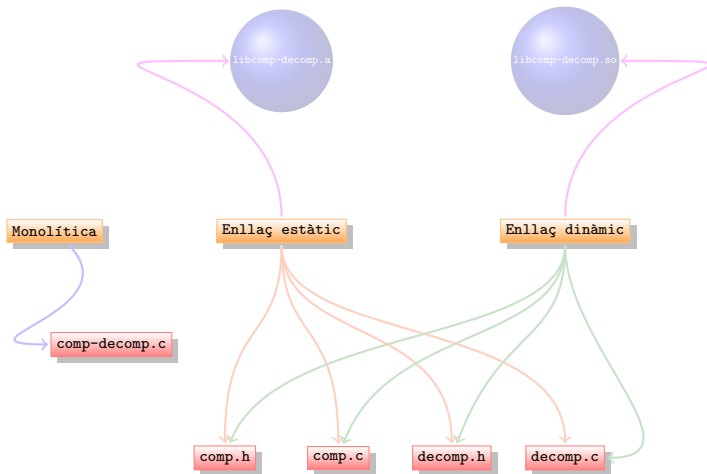 libcomp-decomp.a
libcomp-decomp.so
Monolítica
Enllaç estàtic
Enllaç dinàmic
comp-decomp.c
comp.h
comp.c
decomp.h
decomp.c